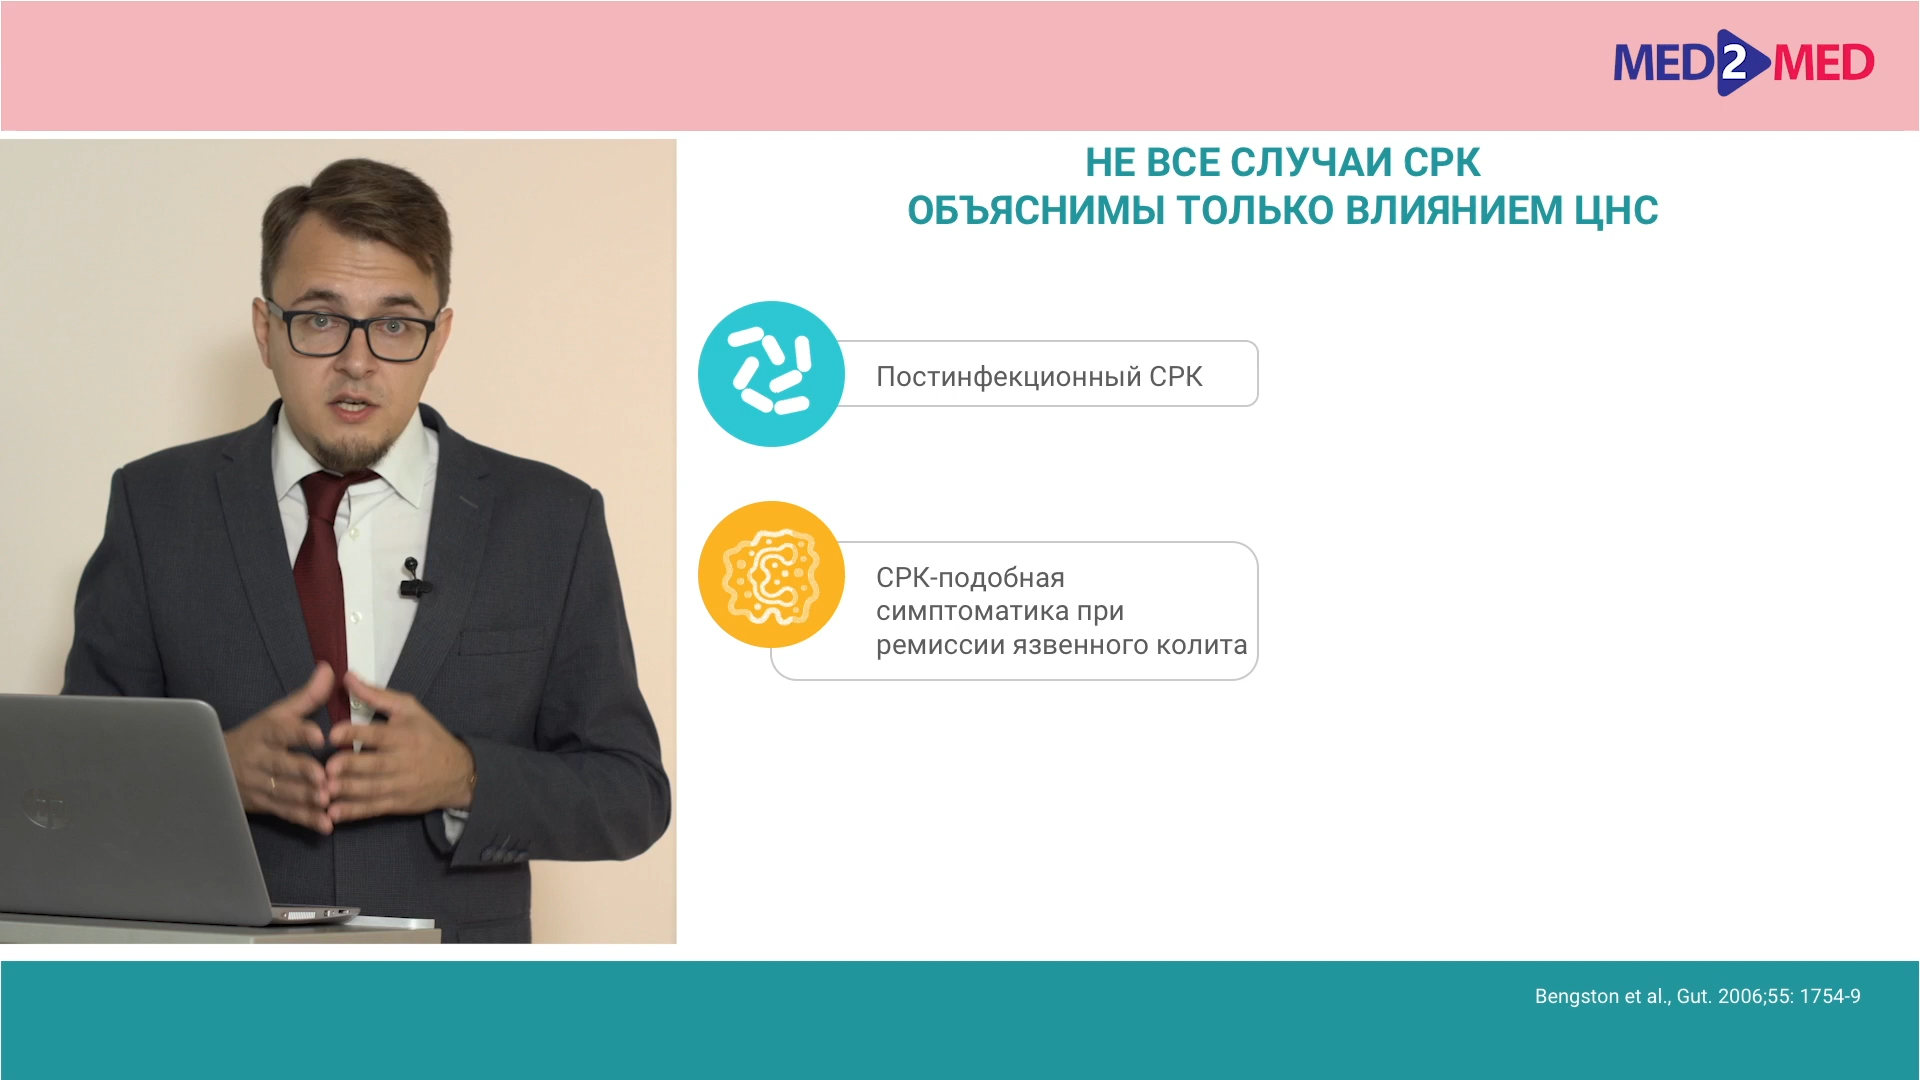 MED2MED
НЕ ВСЕ СЛУЧАИ СРК
ОБЪЯСНИМЫ ТОЛЬКО ВЛИЯНИЕМ ЦНС
Постинфекционный СРК
СРК-подобная
симптоматика при
ремиссии язвенного колита
hp
Bengston et al., Gut. 2006;55: 1754-9